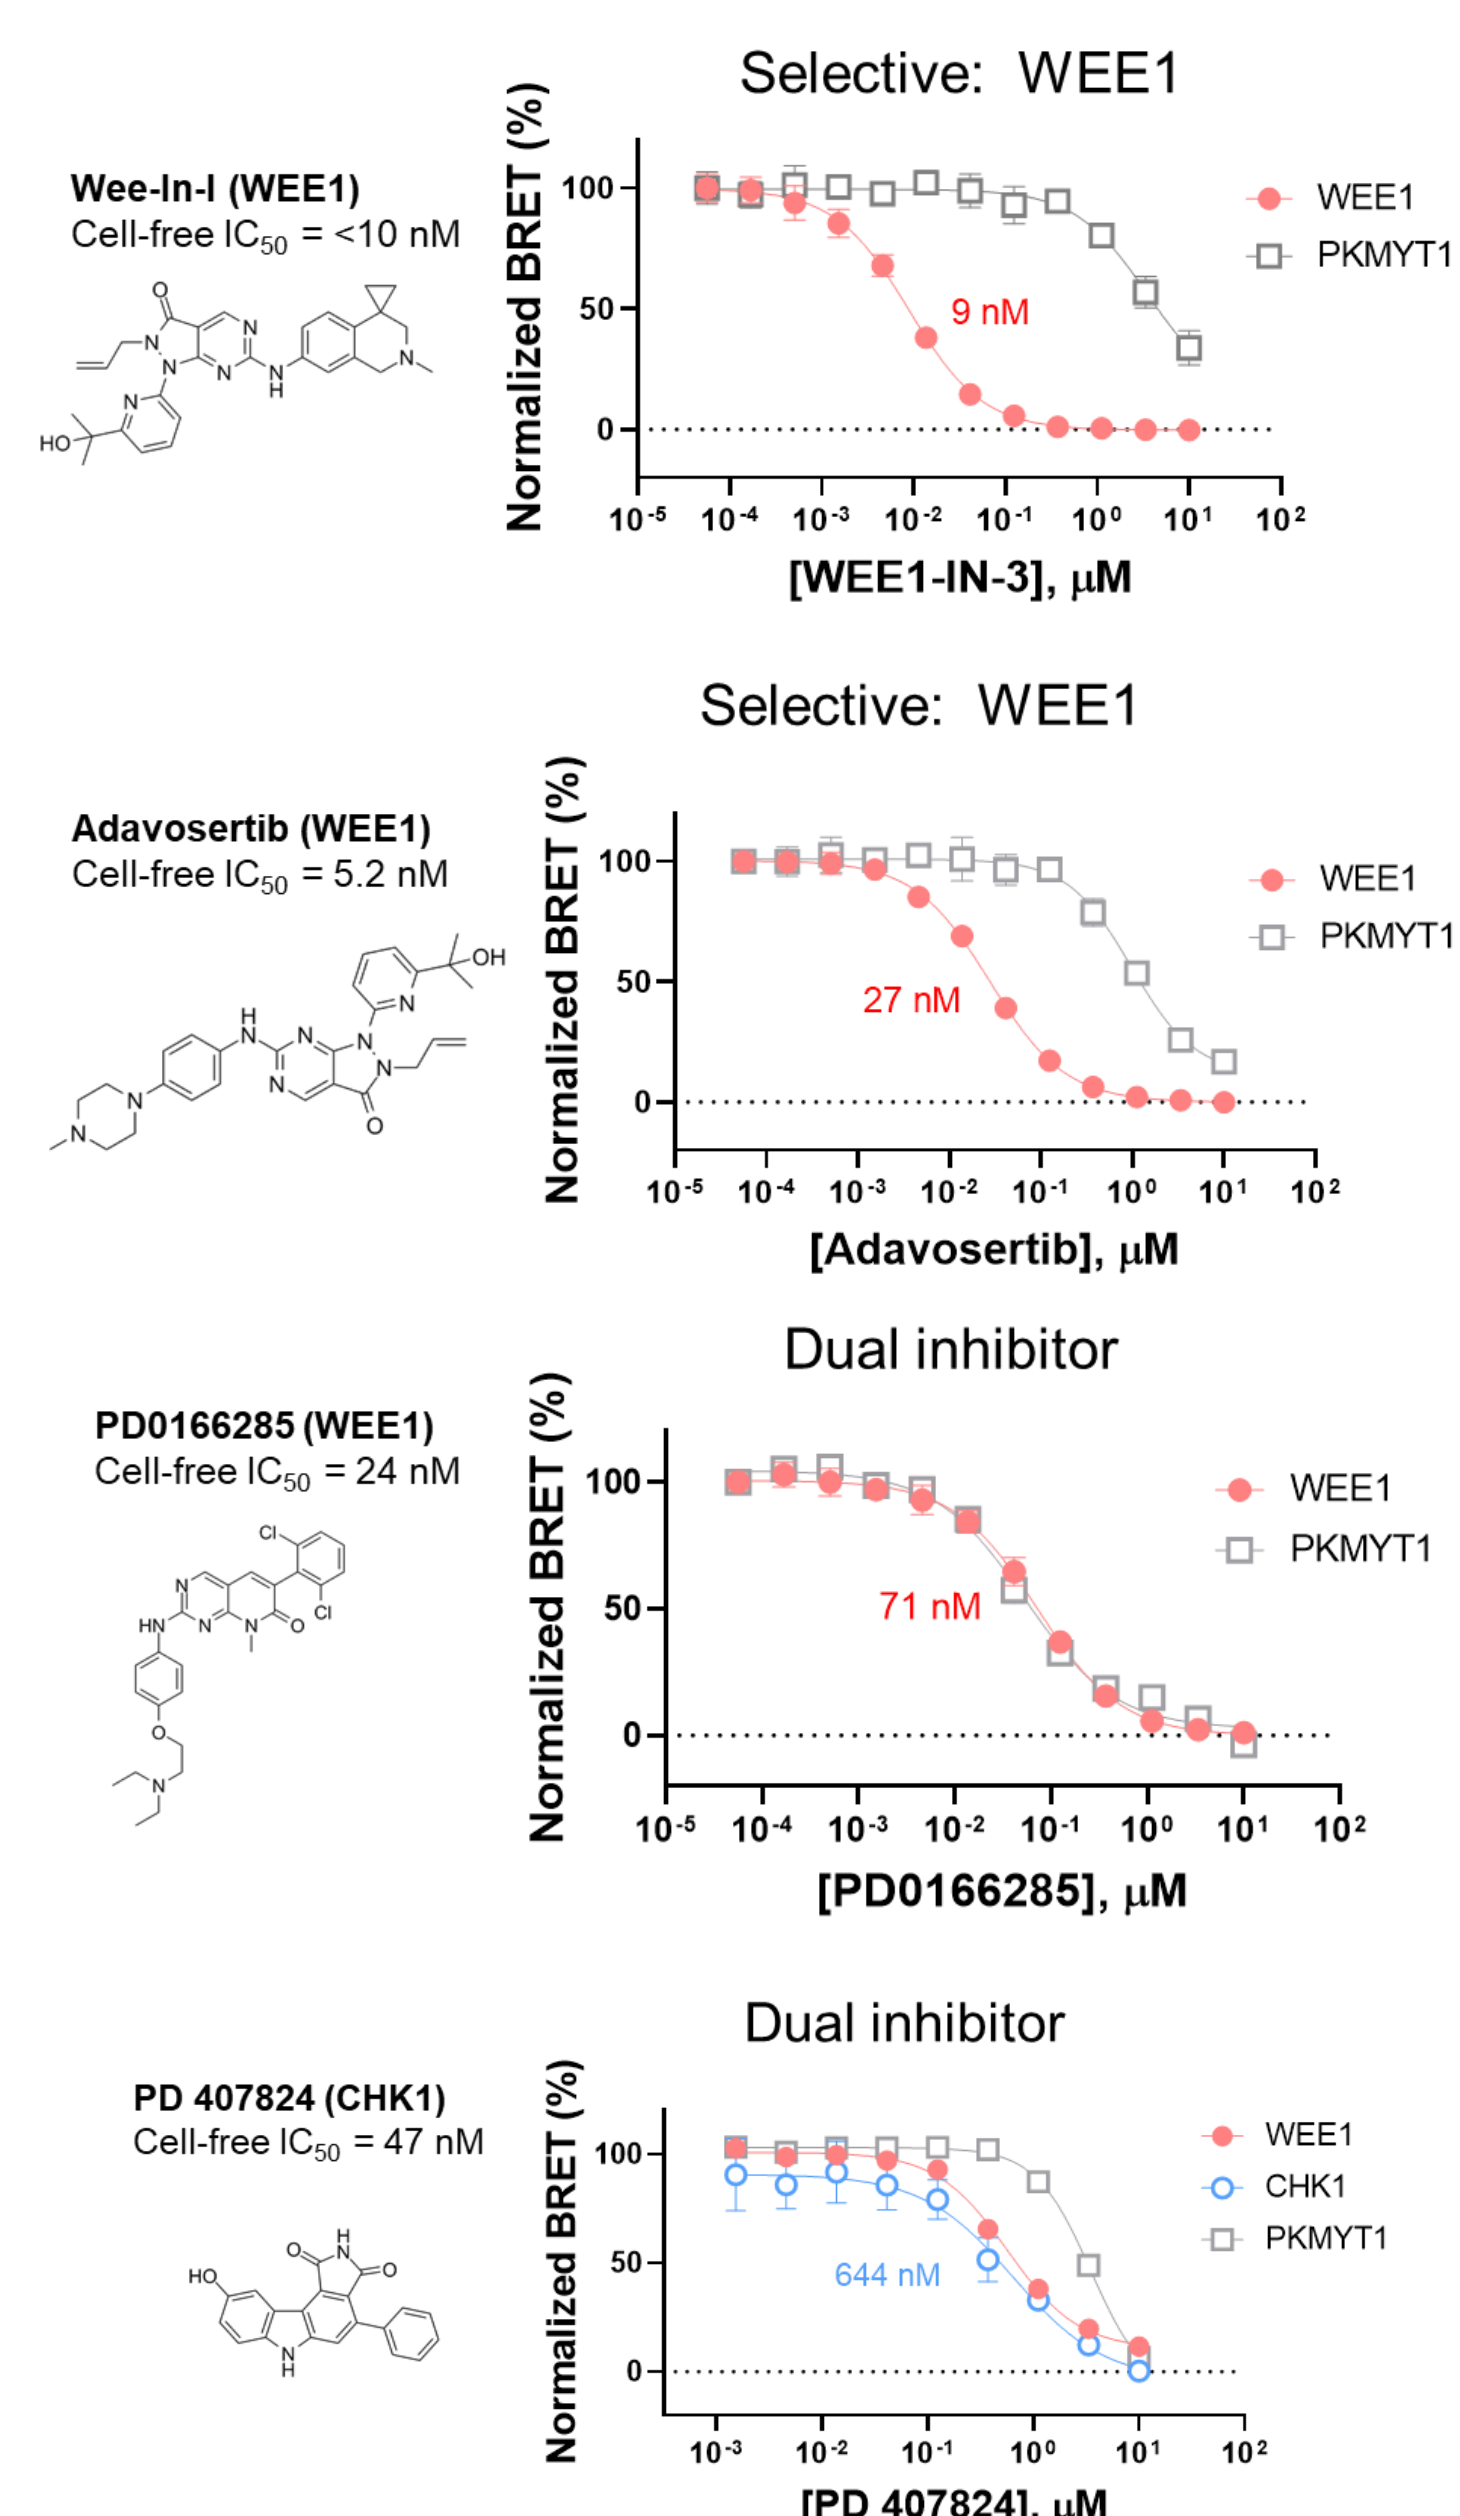 Selective: WEE1
Wee-In-I (WEE1)
Cell-free IC50 = <10 nM
O
N
N
N
N
N
H
N
N
HO
Normalized BRET (%)
100
50
0
9 nM
WEE1
PKMYT1
10-5 10-4 10-3 10-2 10-1 100 101 102
[WEE1-IN-3], μM
Selective: WEE1
Adavosertib (WEE1)
Cell-free IC50 = 5.2 nM
OH
N
H
N
N
N
N
N
N
N
O
Normalized BRET (%)
100
50
0
27 nM
WEE1
PKMYT1
10-5 10-4 10-3 10-2 10-1 100 101 102
[Adavosertib], μM
Dual inhibitor
PD0166285 (WEE1)
Cell-free IC50 = 24 nM
Cl
N
Cl
HN
N
N
O
O
N
Normalized BRET (%)
100
50
0
71 nM
WEE1
PKMYT1
10-5 10-4 10-3 10-2 10-1 100 101 102
[PD0166285], μM
Dual inhibitor
PD 407824 (CHK1)
Cell-free IC50 = 47 nM
H
O
N
O
HO
N
H
Normalized BRET (%)
100
50
0
644 nM
WEE1
CHK1
PKMYT1
10-3 10-2 10-1 100 101 102
[PD 407824], μM